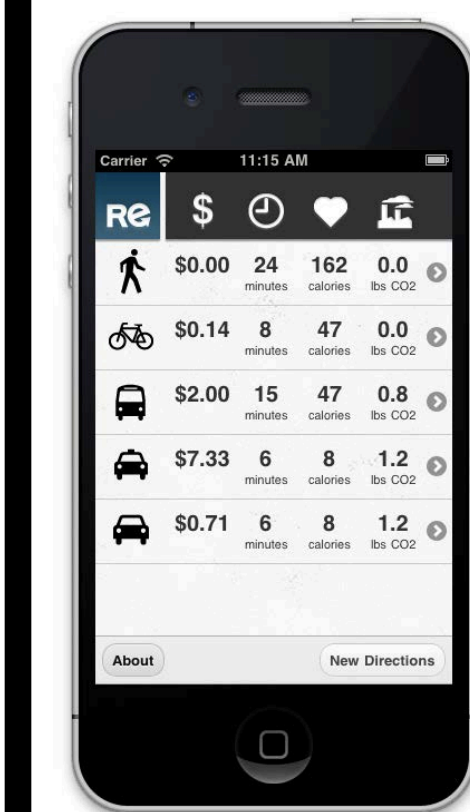 Carrier 11:15 AM
Re $
$0.00 24 162 0.0
minutes calories lbs CO2
$0.14 8 47 0.0
minutes calories lbs CO2
$2.00 15 47 0.8
minutes calories lbs CO2
$7.33 6 8 1.2
minutes calories lbs CO2
$0.71 6 8 1.2
minutes calories lbs CO2
About New Directions